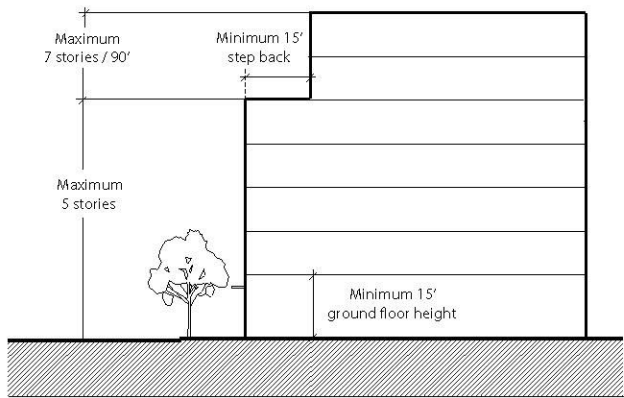 Maximum
7 stories / 90'
Minimum 15'
step back
Maximum
5 stories
Minimum 15'
ground floor height